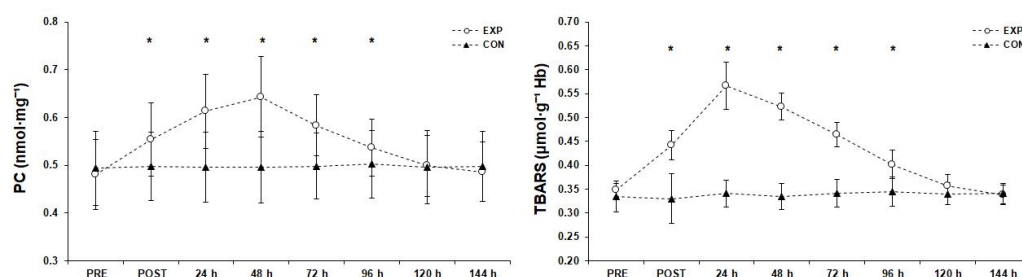 0.8
0.7
0.6
0.5
0.4
0.3
PC (nmol·mg⁻¹)
* * * * *
EXP
CON
PRE POST 24 h 48 h 72 h 96 h 120 h 144 h
0.70
0.65
0.60
0.55
0.50
0.45
0.40
0.35
0.30
0.25
0.20
TBARS (μmol·g⁻¹ Hb)
* * * * *
EXP
CON
PRE POST 24 h 48 h 72 h 96 h 120 h 144 h